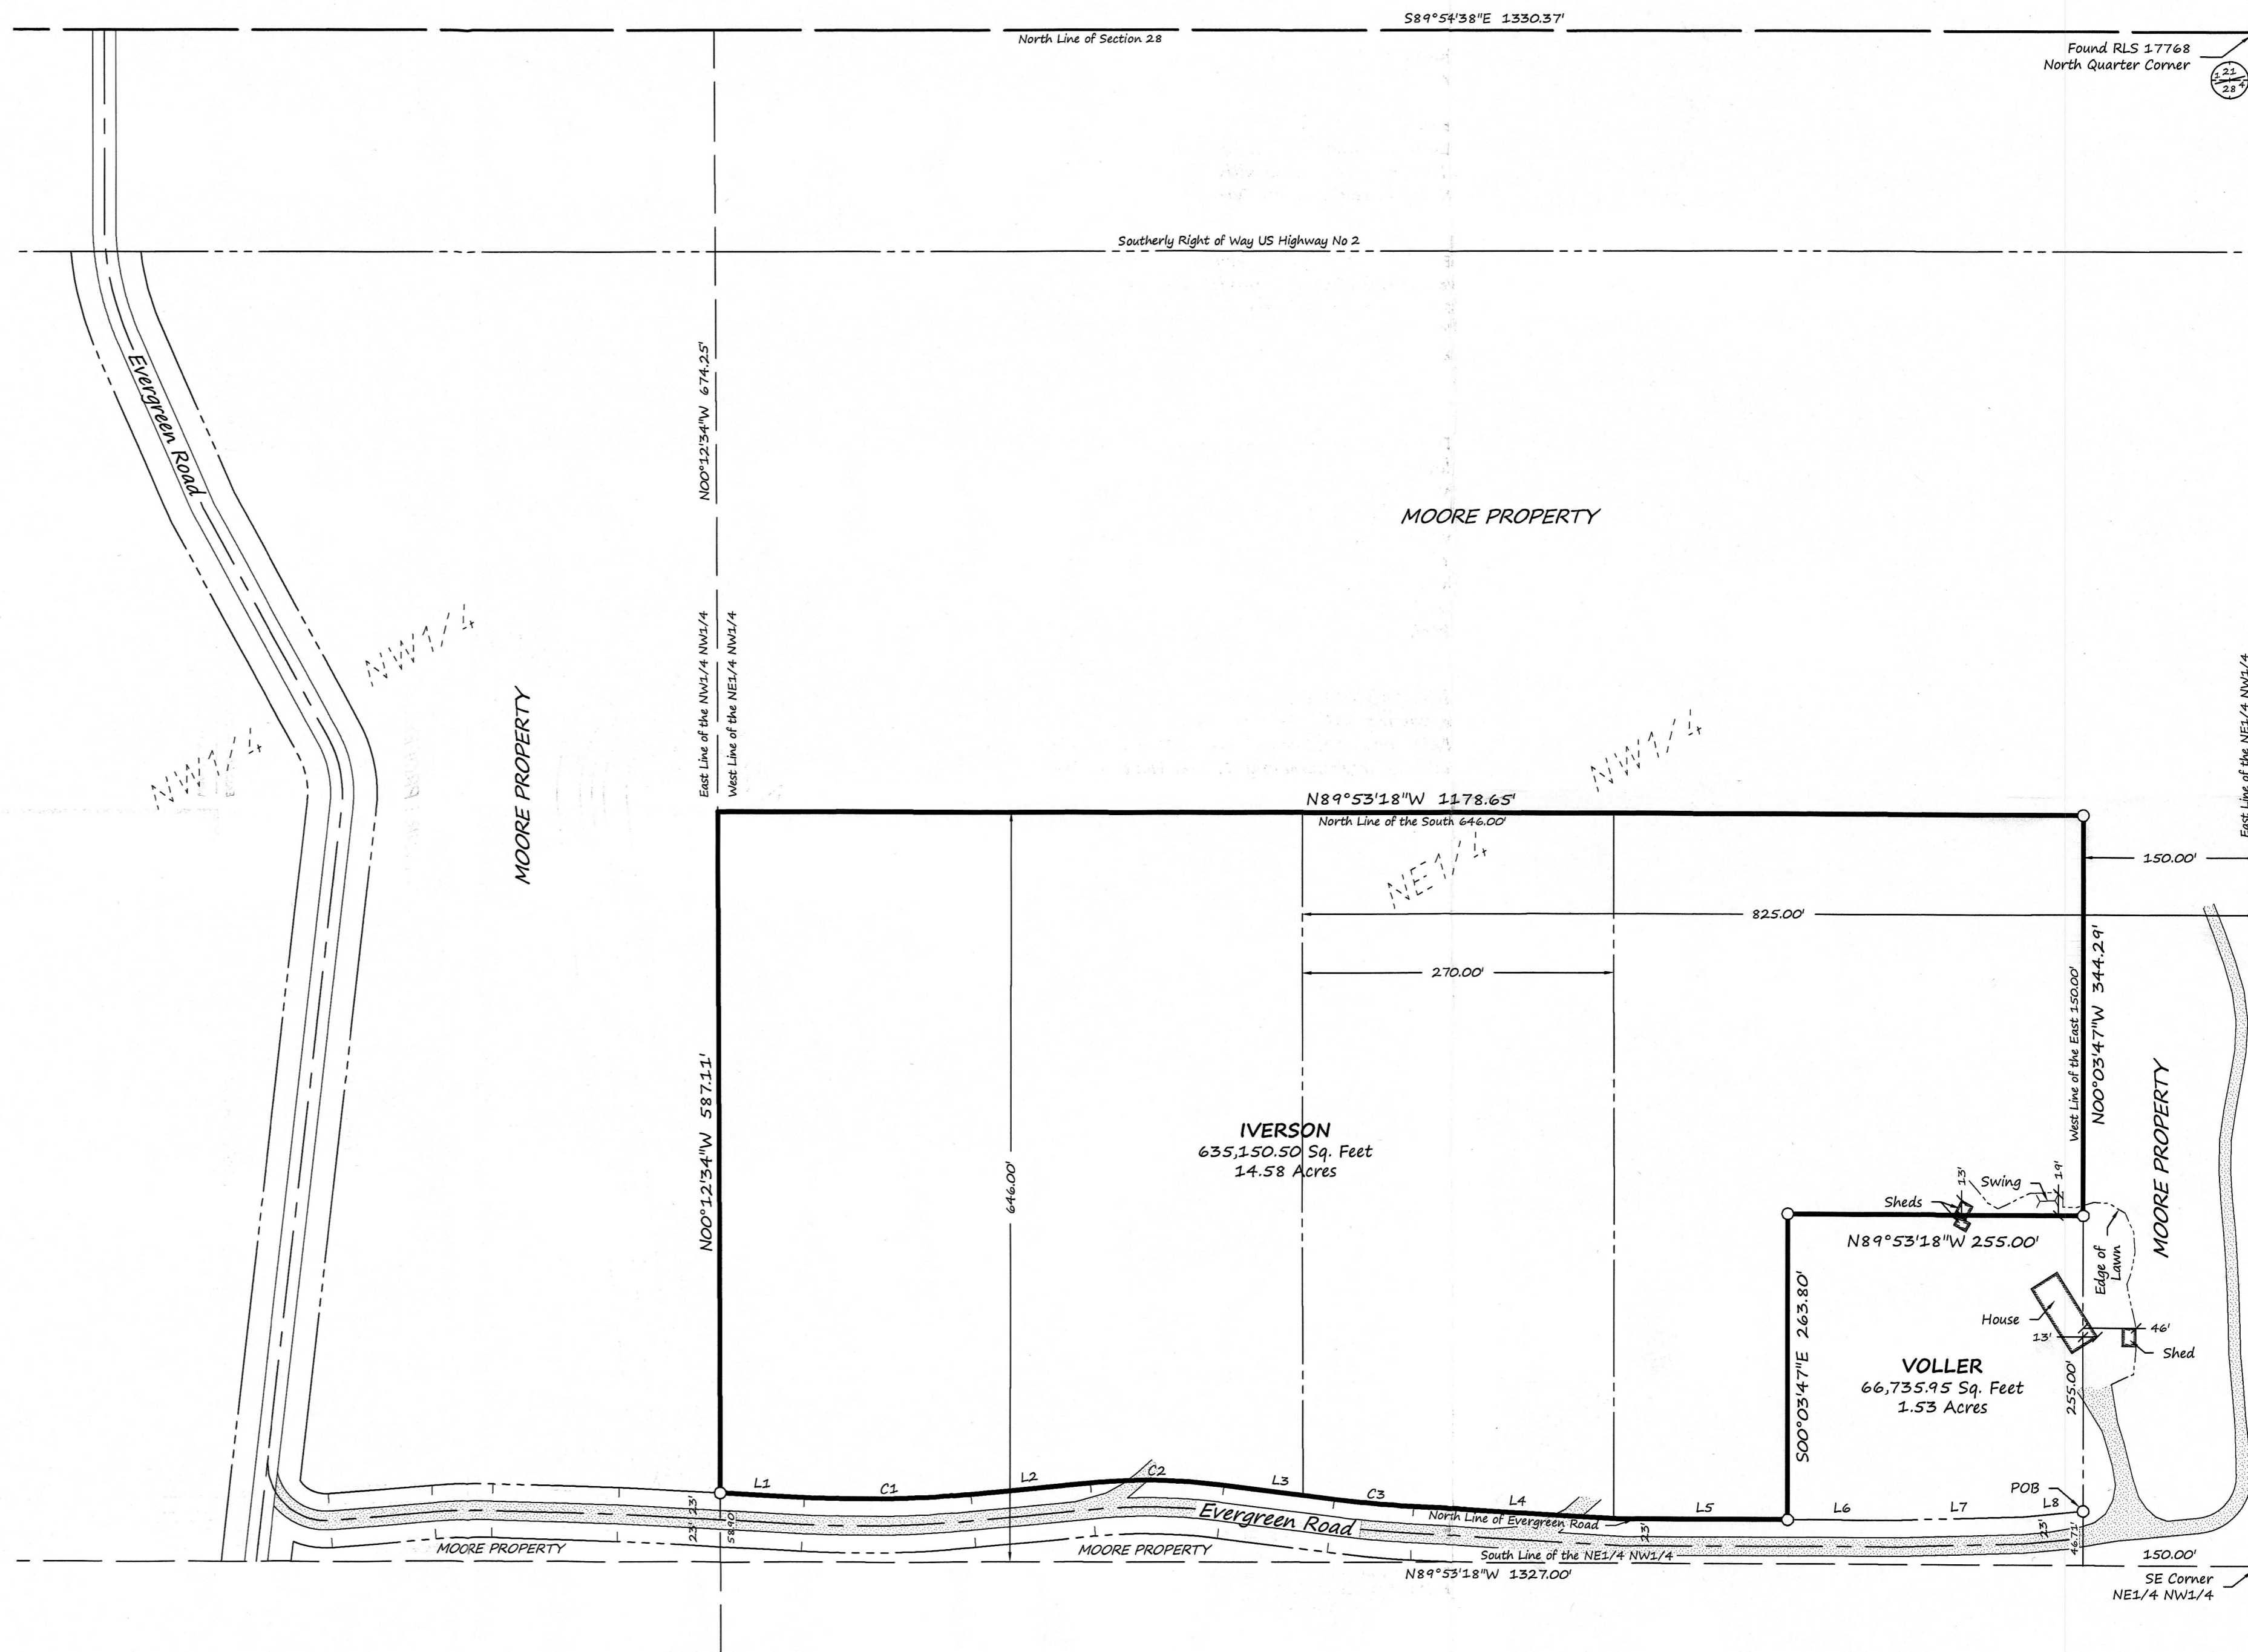 S89°54'38"E 1330.37'
North Line of Section 28
Found RLS 17768
North Quarter Corner
21
1 4
28
Southerly Right of Way US Highway No 2
Evergreen Road
N00°12'34"W 674.25'
MOORE PROPERTY
NW1/4
NW1/4
MOORE PROPERTY
East Line of the NW1/4 NW1/4
West Line of the NE1/4 NW1/4
NW1/4
NE1/4
East Line of the NE1/4 NW1/4
N89°53'18"W 1178.65'
North Line of the South 646.00'
150.00'
825.00'
270.00'
West Line of the East 150.00'
N00°03'47"W 344.29'
MOORE PROPERTY
N00°12'34"W 587.11'
646.00'
IVERSON
635,150.50 Sq. Feet
14.58 Acres
Sheds
13'
Swing
19'
N89°53'18"W 255.00'
Edge of
Lawn
S00°03'47"E 263.80'
House
13'
46'
Shed
VOLLER
66,735.95 Sq. Feet
1.53 Acres
255.00'
POB
L1
C1
L2
C2
L3
C3
L4
L5
L6
L7
L8
23'
23'
58.90'
Evergreen Road
North Line of Evergreen Road
23'
23'
46.71'
MOORE PROPERTY
MOORE PROPERTY
South Line of the NE1/4 NW1/4
N89°53'18"W 1327.00'
150.00'
SE Corner
NE1/4 NW1/4